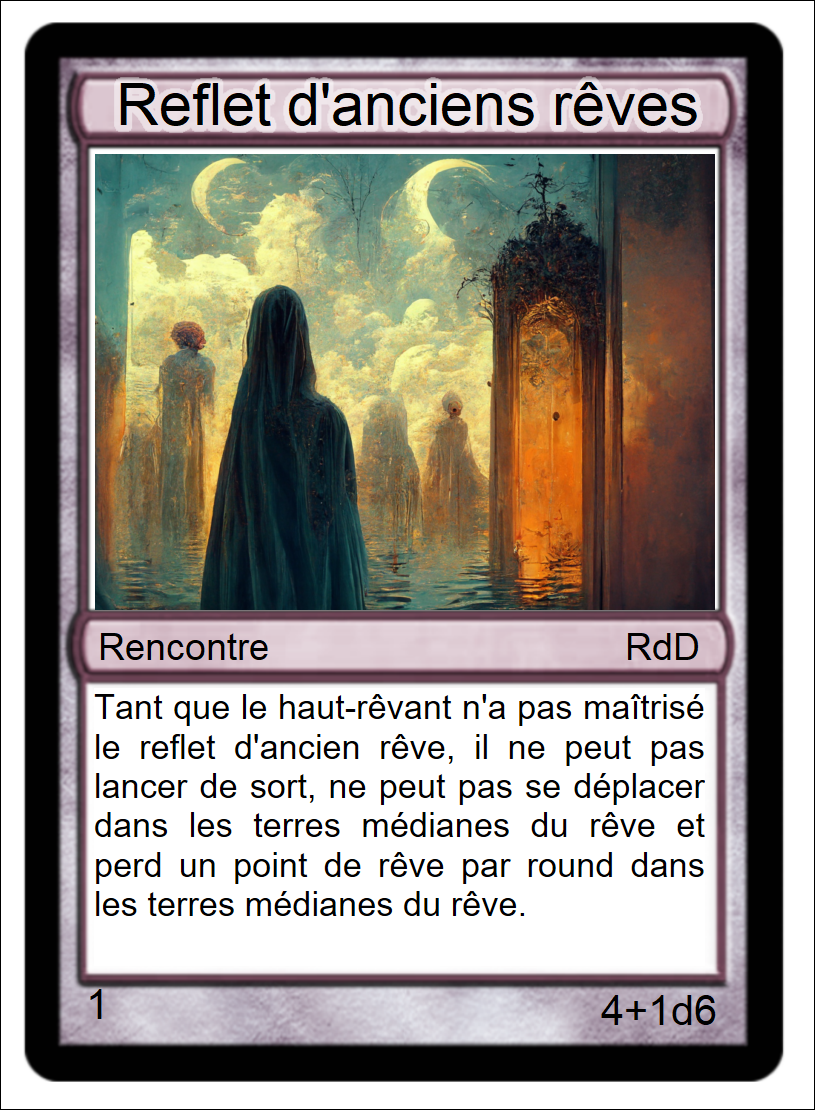 Reflet d'anciens rêves
Rencontre RdD
Tant que le haut-rêvant n'a pas maîtrisé
le reflet d'ancien rêve, il ne peut pas
lancer de sort, ne peut pas se déplacer
dans les terres médianes du rêve et
perd un point de rêve par round dans
les terres médianes du rêve.
1 4+1d6